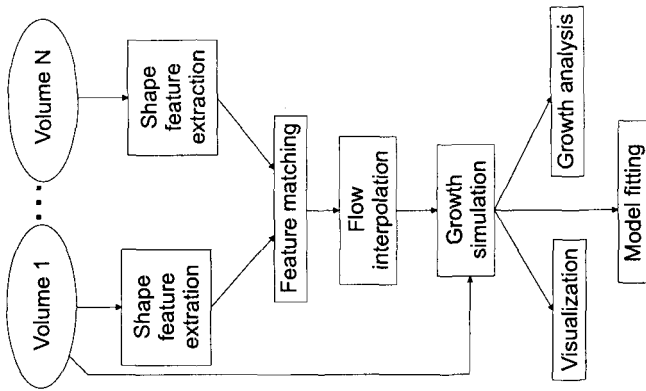 Volume 1
Volume N
Shape
feature
extration
Shape
feature
extraction
Feature matching
Flow
interpolation
Growth
simulation
Visualization
Model fitting
Growth analysis